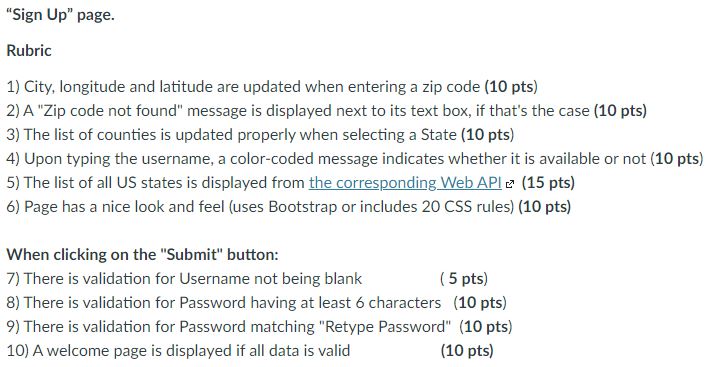 “Sign Up” page.
Rubric
1) City, longitude and latitude are updated when entering a zip code (10 pts)
2) A "Zip code not found" message is displayed next to its text box, if that's the case (10 pts)
3) The list of counties is updated properly when selecting a State (10 pts)
4) Upon typing the username, a color-coded message indicates whether it is available or not (10 pts)
5) The list of all US states is displayed from the corresponding Web API (15 pts)
6) Page has a nice look and feel (uses Bootstrap or includes 20 CSS rules) (10 pts)
When clicking on the "Submit" button:
7) There is validation for Username not being blank ( 5 pts)
8) There is validation for Password having at least 6 characters (10 pts)
9) There is validation for Password matching "Retype Password" (10 pts)
10) A welcome page is displayed if all data is valid (10 pts)